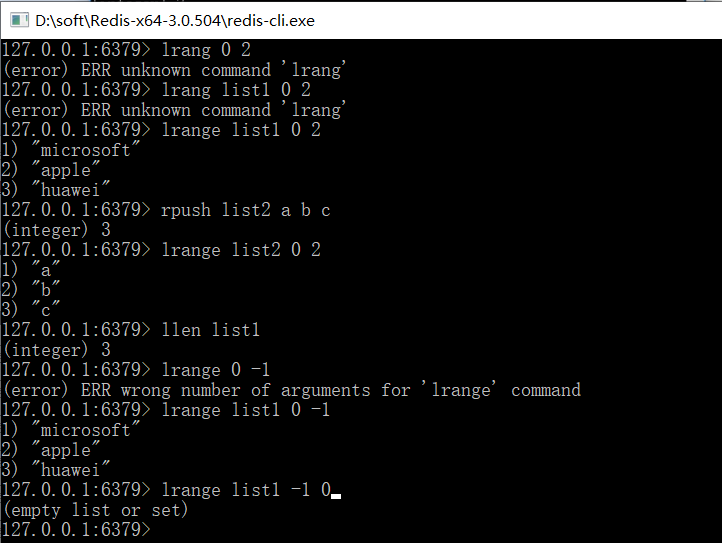 D:\soft\Redis-x64-3.0.504\redis-cli.exe
127.0.0.1:6379> lrang 0 2
(error) ERR unknown command 'lrang'
127.0.0.1:6379> lrang list1 0 2
(error) ERR unknown command 'lrang'
127.0.0.1:6379> lrange list1 0 2
1) "microsoft"
2) "apple"
3) "huawei"
127.0.0.1:6379> rpush list2 a b c
(integer) 3
127.0.0.1:6379> lrange list2 0 2
1) "a"
2) "b"
3) "c"
127.0.0.1:6379> llen list1
(integer) 3
127.0.0.1:6379> lrange 0 -1
(error) ERR wrong number of arguments for 'lrange' command
127.0.0.1:6379> lrange list1 0 -1
1) "microsoft"
2) "apple"
3) "huawei"
127.0.0.1:6379> lrange list1 -1 0
(empty list or set)
127.0.0.1:6379>